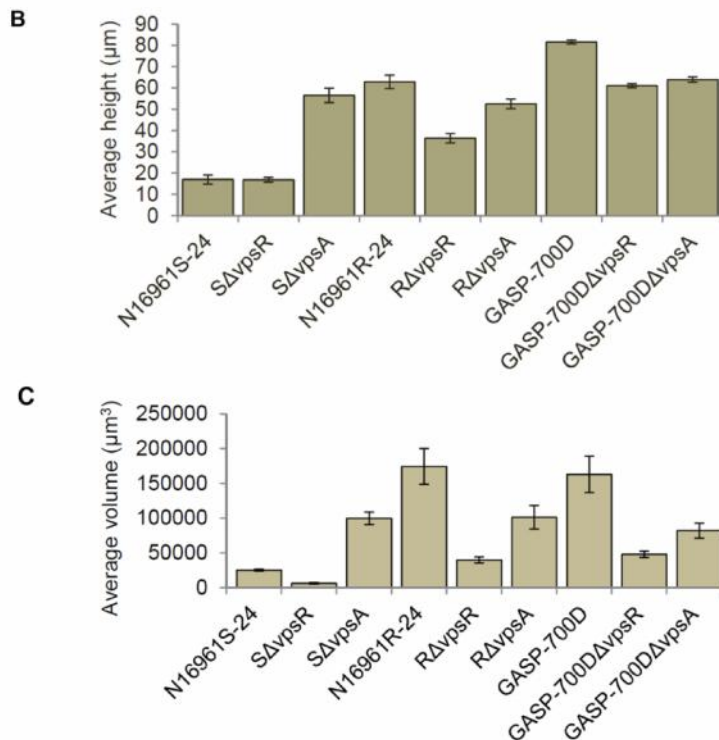 B
Average height (µm)
90
80
70
60
50
40
30
20
10
0
N16961S-24
SΔvpsR
SΔvpsA
N16961R-24
RΔvpsR
RΔvpsA
GASP-700D
GASP-700DΔvpsR
GASP-700DΔvpsA
C
Average volume (µm³)
250000
200000
150000
100000
50000
0
N16961S-24
SΔvpsR
SΔvpsA
N16961R-24
RΔvpsR
RΔvpsA
GASP-700D
GASP-700DΔvpsR
GASP-700DΔvpsA